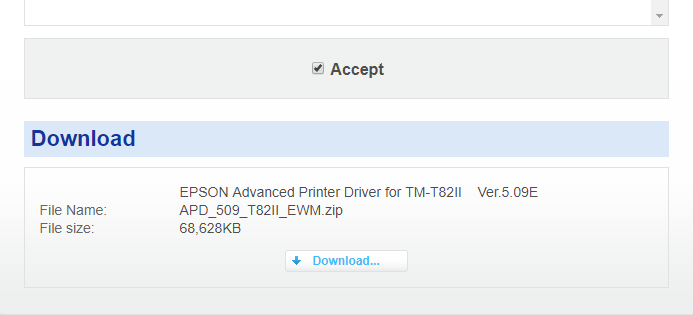 Accept
Download
EPSON Advanced Printer Driver for TM-T82II Ver.5.09E
File Name: APD_509_T82II_EWM.zip
File size: 68,628KB
Download...